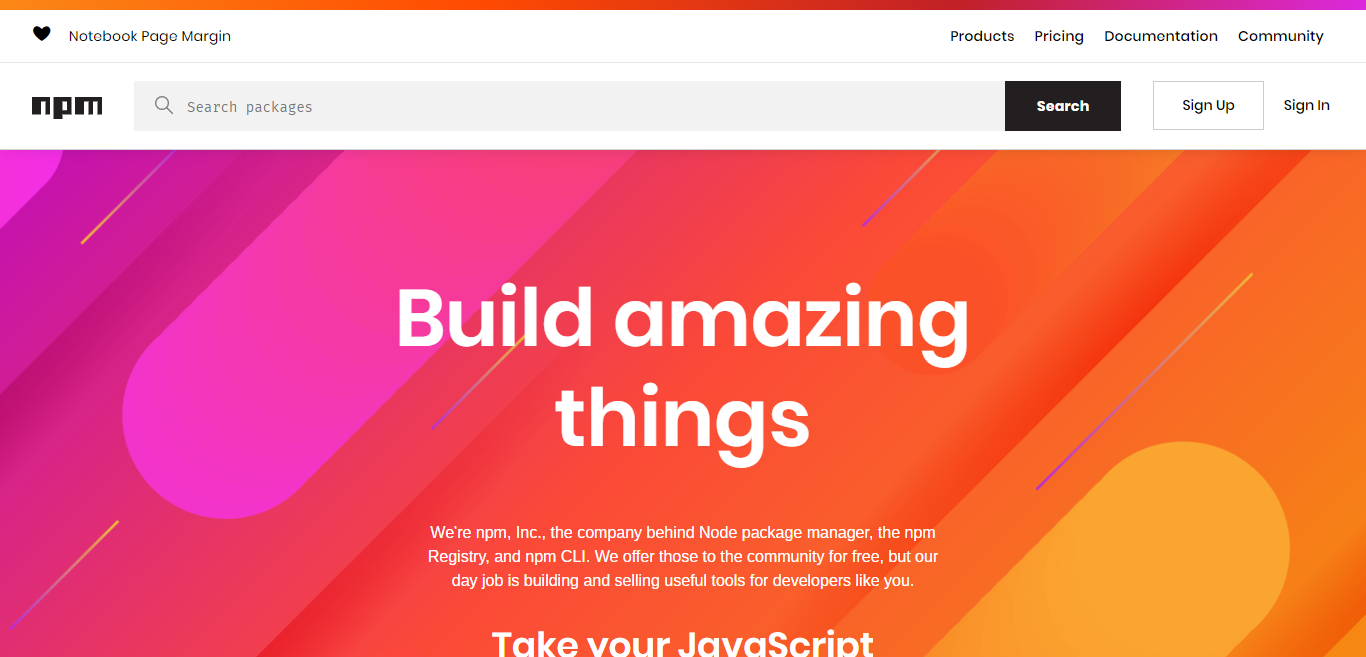 Notebook Page Margin
Products Pricing Documentation Community
npm
Search packages
Search
Sign Up
Sign In
Build amazing
things
We're npm, Inc., the company behind Node package manager, the npm
Registry, and npm CLI. We offer those to the community for free, but our
day job is building and selling useful tools for developers like you.
Take your JavaScript